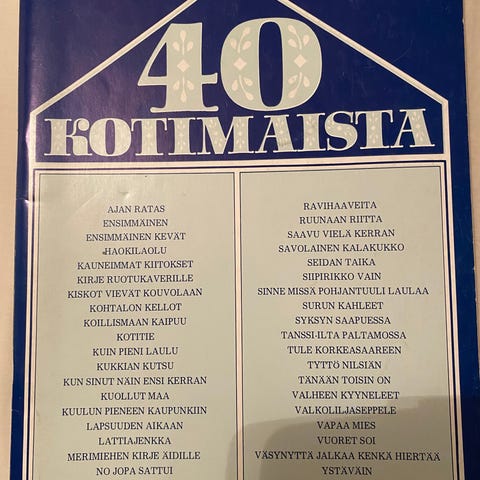 40
KOTIMAISTA
AJAN RATAS
ENSIMMÄINEN
ENSIMMÄINEN KEVÄT
HAOKILAOLU
KAUNEIMMAT KIITOKSET
KIRJE RUOTUKAVERILLE
KISKOT VIEVÄT KOUVOLAAN
KOHTALON KELLOT
KOILLISMAAN KAIPUU
KOTITIE
KUIN PIENI LAULU
KUKKIAN KUTSU
KUN SINUT NÄIN ENSI KERRAN
KUOLLUT MAA
KUULUN PIENEEN KAUPUNKIIN
LAPSUUDEN AIKAAN
LATTIAJENKKA
MERIMIEHEN KIRJE ÄIDILLE
NO JOPA SATTUI
RAVIHAAVEITA
RUUNAAN RIITTA
SAAVU VIELÄ KERRAN
SAVOLAINEN KALAKUKKO
SEIDAN TAIKA
SIIPIRIKKO VAIN
SINNE MISSÄ POHJANTUULI LAULAA
SURUN KAHLEET
SYKSYN SAAPUESSA
TANSSI-ILTA PALTAMOSSA
TULE KORKEASAAREEN
TYTTÖ NILSIÄN
TÄNÄÄN TOISIN ON
VALHEEN KYYNELEET
VALKOLILJASEPPELE
VAPAA MIES
VUORET SOI
VÄSYNYTTÄ JALKAA KENKÄ HIERTÄÄ
YSTÄVÄIN